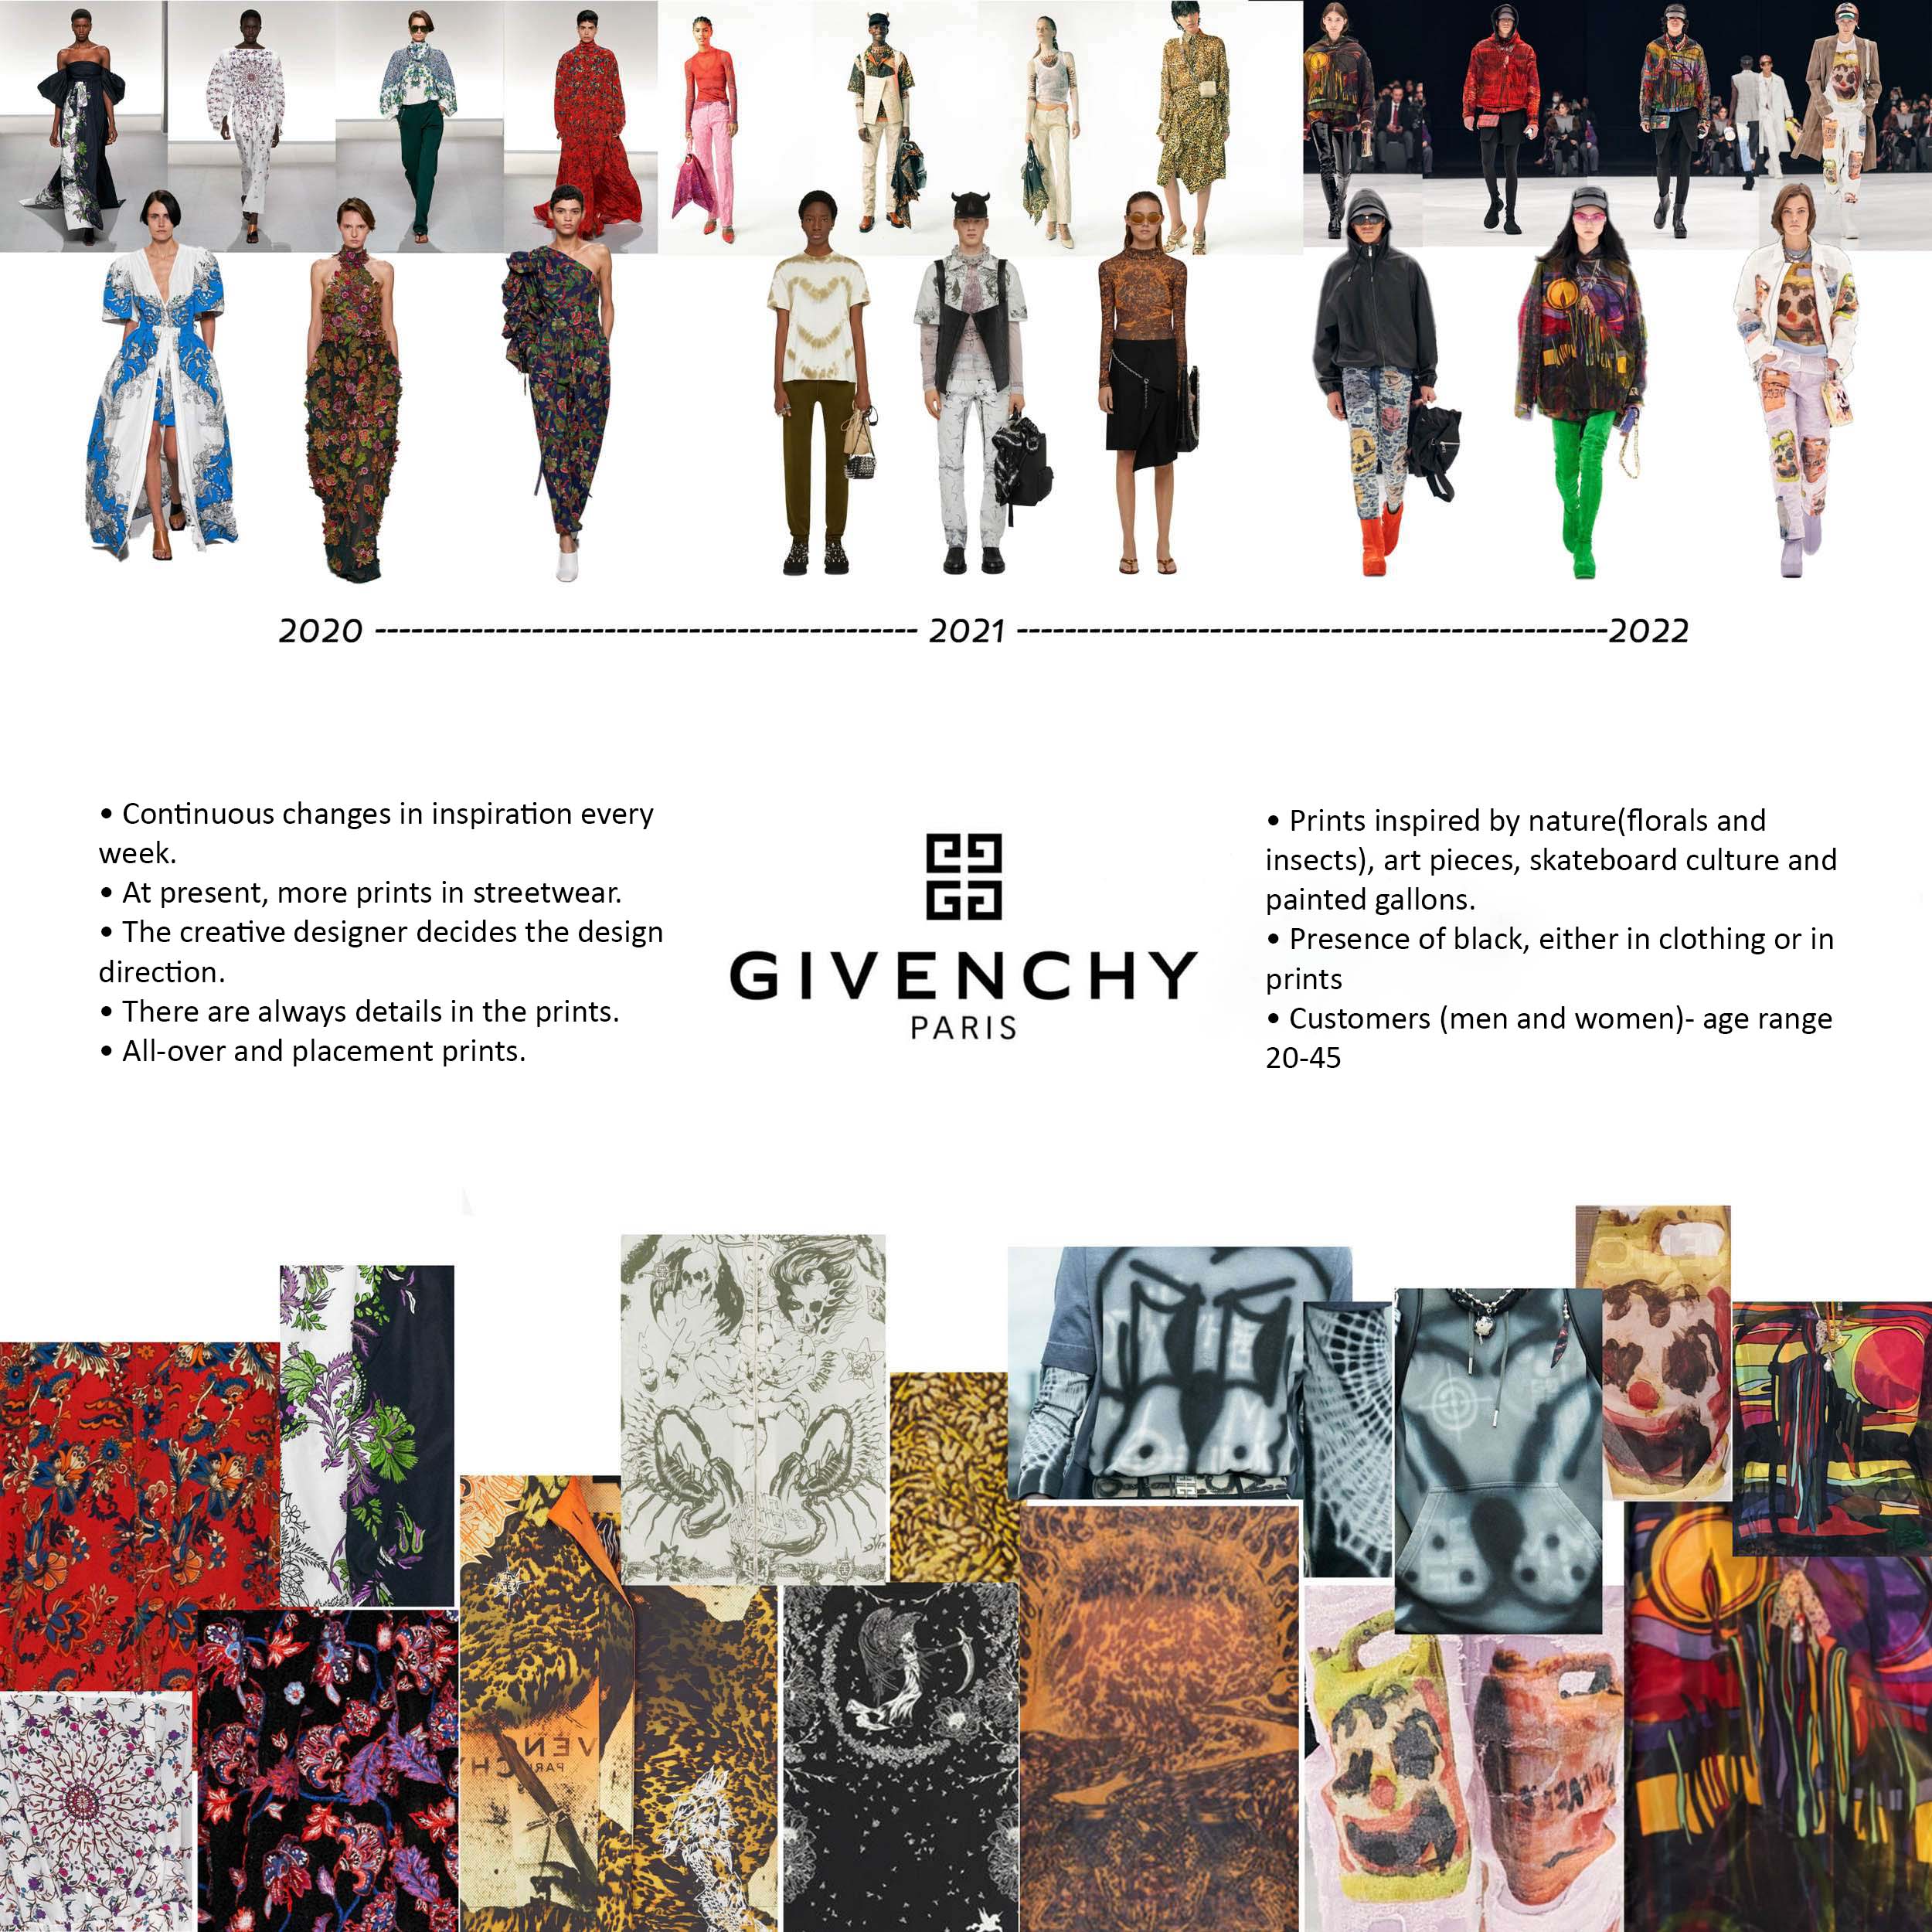 2020 ---------------------------------------------- 2021 --------------------------------------------------2022
• Continuous changes in inspiration every
week.
• At present, more prints in streetwear.
• The creative designer decides the design
direction.
• There are always details in the prints.
• All-over and placement prints.
GIVENCHY
PARIS
• Prints inspired by nature(florals and
insects), art pieces, skateboard culture and
painted gallons.
• Presence of black, either in clothing or in
prints
• Customers (men and women)- age range
20-45